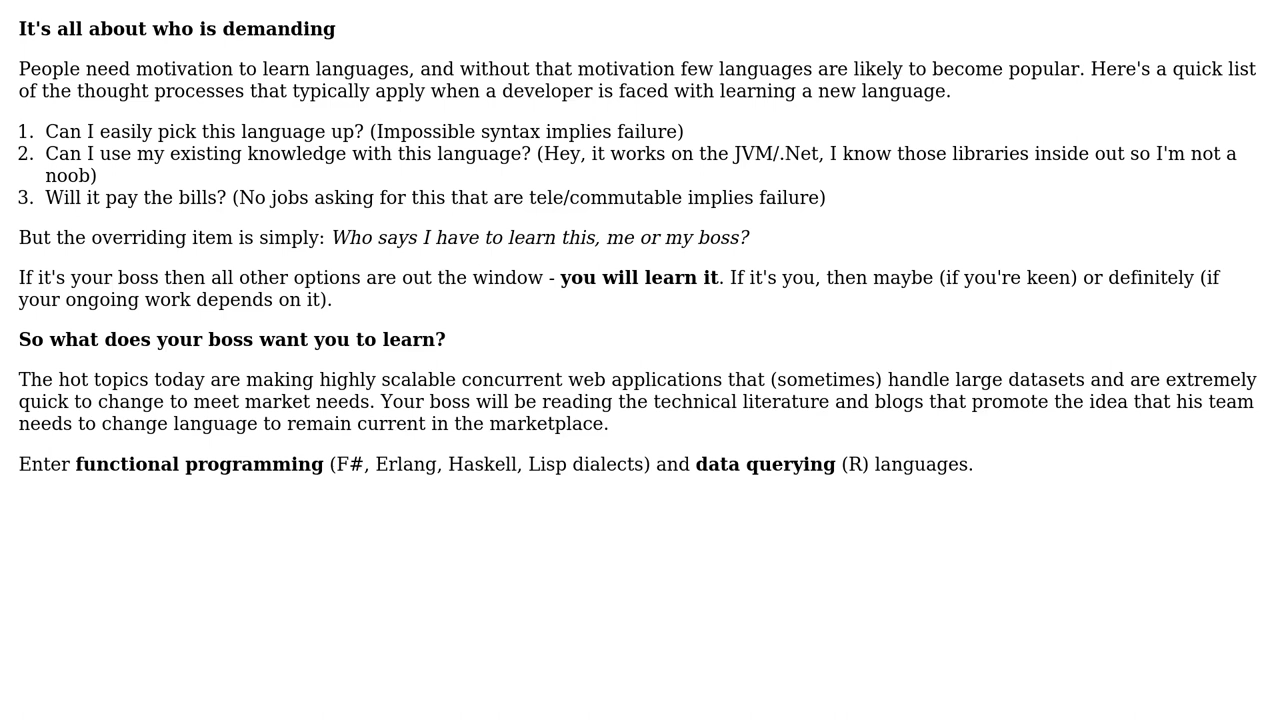 It's all about who is demanding
People need motivation to learn languages, and without that motivation few languages are likely to become popular. Here's a quick list
of the thought processes that typically apply when a developer is faced with learning a new language.
1. Can I easily pick this language up? (Impossible syntax implies failure)
2. Can I use my existing knowledge with this language? (Hey, it works on the JVM/.Net, I know those libraries inside out so I'm not a
noob)
3. Will it pay the bills? (No jobs asking for this that are tele/commutable implies failure)
But the overriding item is simply: Who says I have to learn this, me or my boss?
If it's your boss then all other options are out the window - you will learn it. If it's you, then maybe (if you're keen) or definitely (if
your ongoing work depends on it).
So what does your boss want you to learn?
The hot topics today are making highly scalable concurrent web applications that (sometimes) handle large datasets and are extremely
quick to change to meet market needs. Your boss will be reading the technical literature and blogs that promote the idea that his team
needs to change language to remain current in the marketplace.
Enter functional programming (F#, Erlang, Haskell, Lisp dialects) and data querying (R) languages.